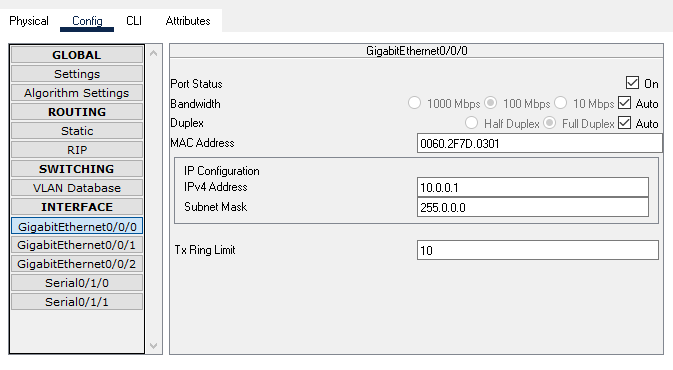 Physical Config CLI Attributes
GLOBAL
Settings
Algorithm Settings
ROUTING
Static
RIP
SWITCHING
VLAN Database
INTERFACE
GigabitEthernet0/0/0
GigabitEthernet0/0/1
GigabitEthernet0/0/2
Serial0/1/0
Serial0/1/1
GigabitEthernet0/0/0
Port Status On
Bandwidth 1000 Mbps 100 Mbps 10 Mbps Auto
Duplex Half Duplex Full Duplex Auto
MAC Address 0060.2F7D.0301
IP Configuration
IPv4 Address 10.0.0.1
Subnet Mask 255.0.0.0
Tx Ring Limit 10